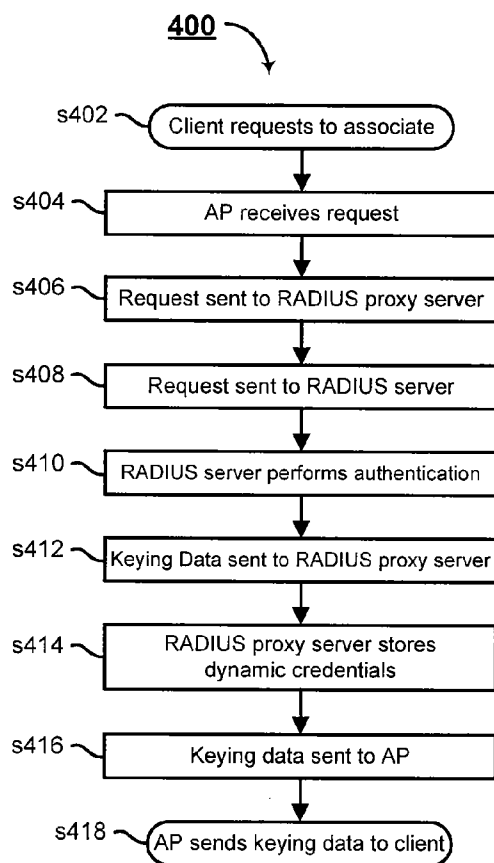 400
s402
Client requests to associate
s404
AP receives request
s406
Request sent to RADIUS proxy server
s408
Request sent to RADIUS server
s410
RADIUS server performs authentication
s412
Keying Data sent to RADIUS proxy server
s414
RADIUS proxy server stores
dynamic credentials
s416
Keying data sent to AP
s418
AP sends keying data to client